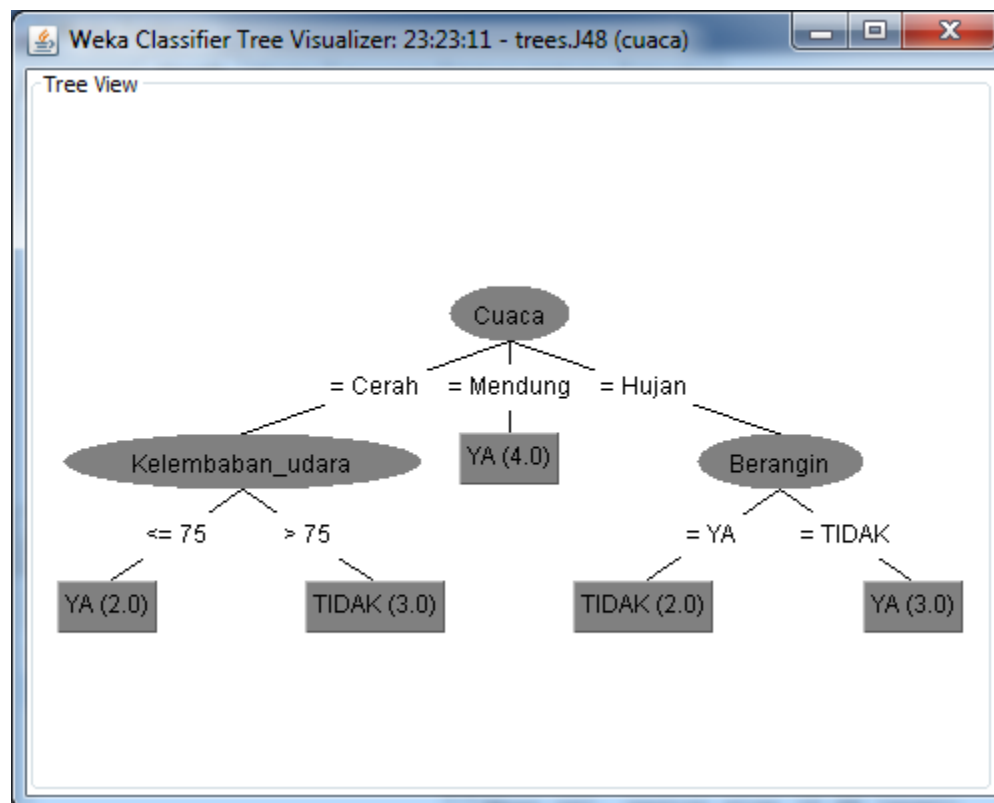 Weka Classifier Tree Visualizer: 23:23:11 - trees.J48 (cuaca)
Tree View
Cuaca
= Cerah = Mendung = Hujan
Kelembaban_udara YA (4.0) Berangin
<= 75 > 75 = YA = TIDAK
YA (2.0) TIDAK (3.0) TIDAK (2.0) YA (3.0)